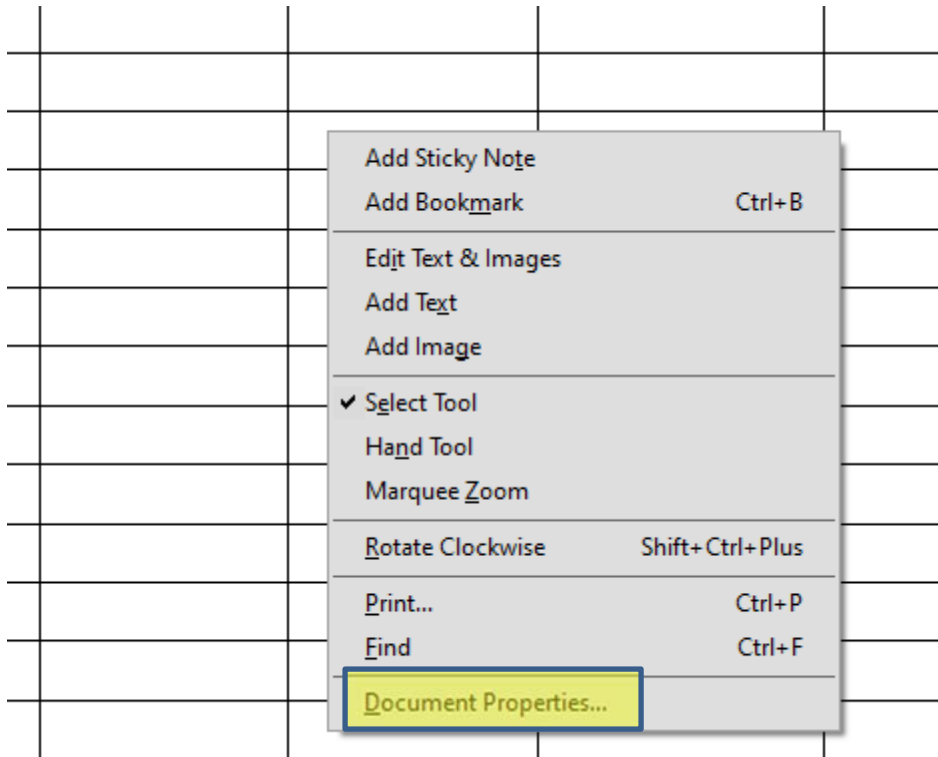 Add Sticky Note
Add Bookmark Ctrl+B
Edit Text & Images
Add Text
Add Image
Select Tool
Hand Tool
Marquee Zoom
Rotate Clockwise Shift+Ctrl+Plus
Print... Ctrl+P
Find Ctrl+F
Document Properties...